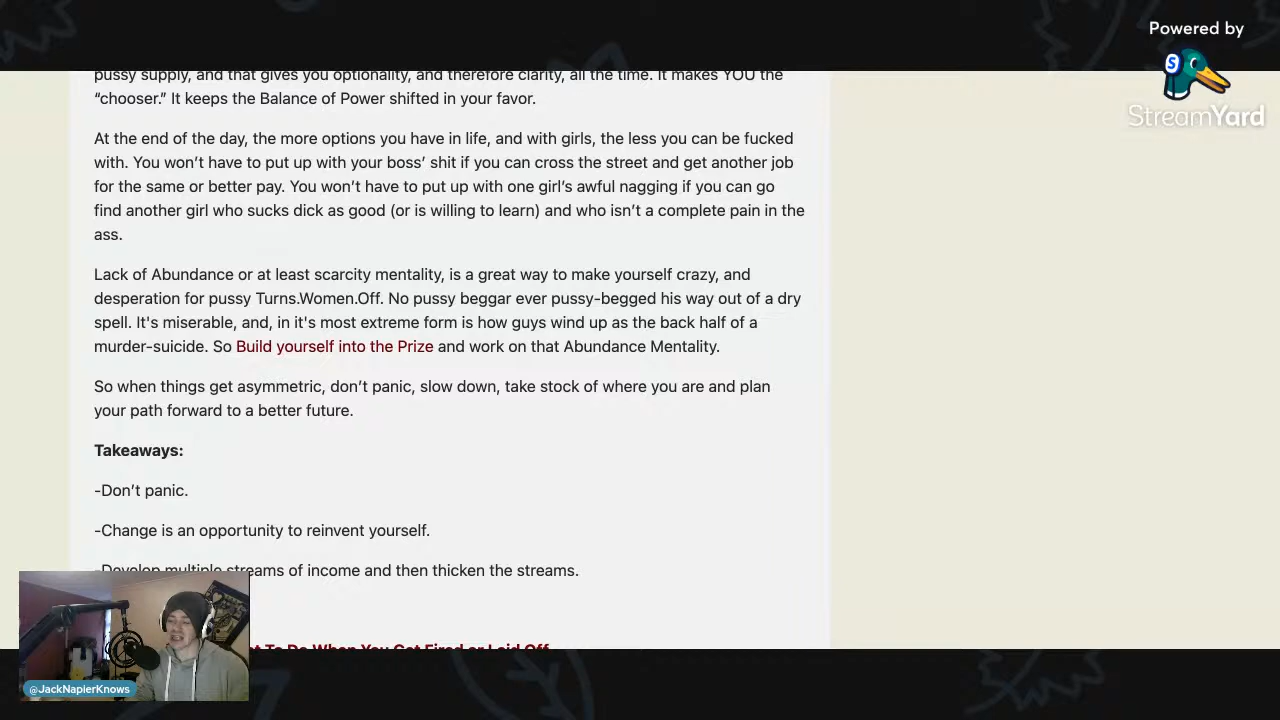 Powered by
StreamYard
pussy supply, and that gives you optionality, and therefore clarity, all the time. It makes YOU the
“chooser.” It keeps the Balance of Power shifted in your favor.
At the end of the day, the more options you have in life, and with girls, the less you can be fucked
with. You won’t have to put up with your boss’ shit if you can cross the street and get another job
for the same or better pay. You won’t have to put up with one girl’s awful nagging if you can go
find another girl who sucks dick as good (or is willing to learn) and who isn’t a complete pain in the
ass.
Lack of Abundance or at least scarcity mentality, is a great way to make yourself crazy, and
desperation for pussy Turns.Women.Off. No pussy beggar ever pussy-begged his way out of a dry
spell. It's miserable, and, in it's most extreme form is how guys wind up as the back half of a
murder-suicide. So Build yourself into the Prize and work on that Abundance Mentality.
So when things get asymmetric, don’t panic, slow down, take stock of where you are and plan
your path forward to a better future.
Takeaways:
-Don’t panic.
-Change is an opportunity to reinvent yourself.
-Develop multiple streams of income and then thicken the streams.
To Do When You Get Fired or Laid Off
@JackNapierKnows